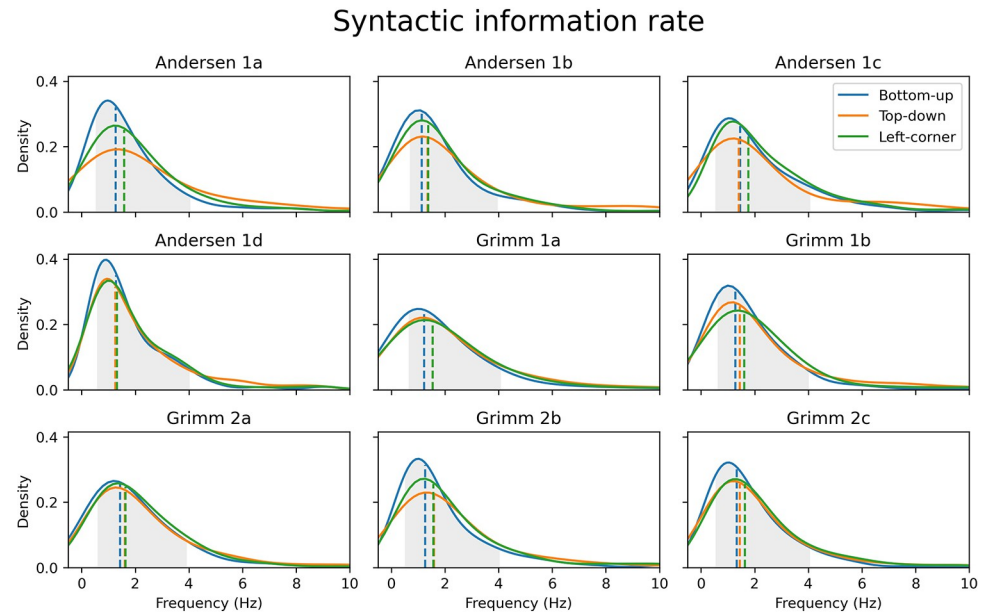 Syntactic information rate
Andersen 1a
Andersen 1b
Andersen 1c
0.4
0.2
0.0
Density
Bottom-up
Top-down
Left-corner
Andersen 1d
Grimm 1a
Grimm 1b
0.4
0.2
0.0
Density
Grimm 2a
Grimm 2b
Grimm 2c
0.4
0.2
0.0
Density
0 2 4 6 8 10
0 2 4 6 8 10
0 2 4 6 8 10
Frequency (Hz)
Frequency (Hz)
Frequency (Hz)